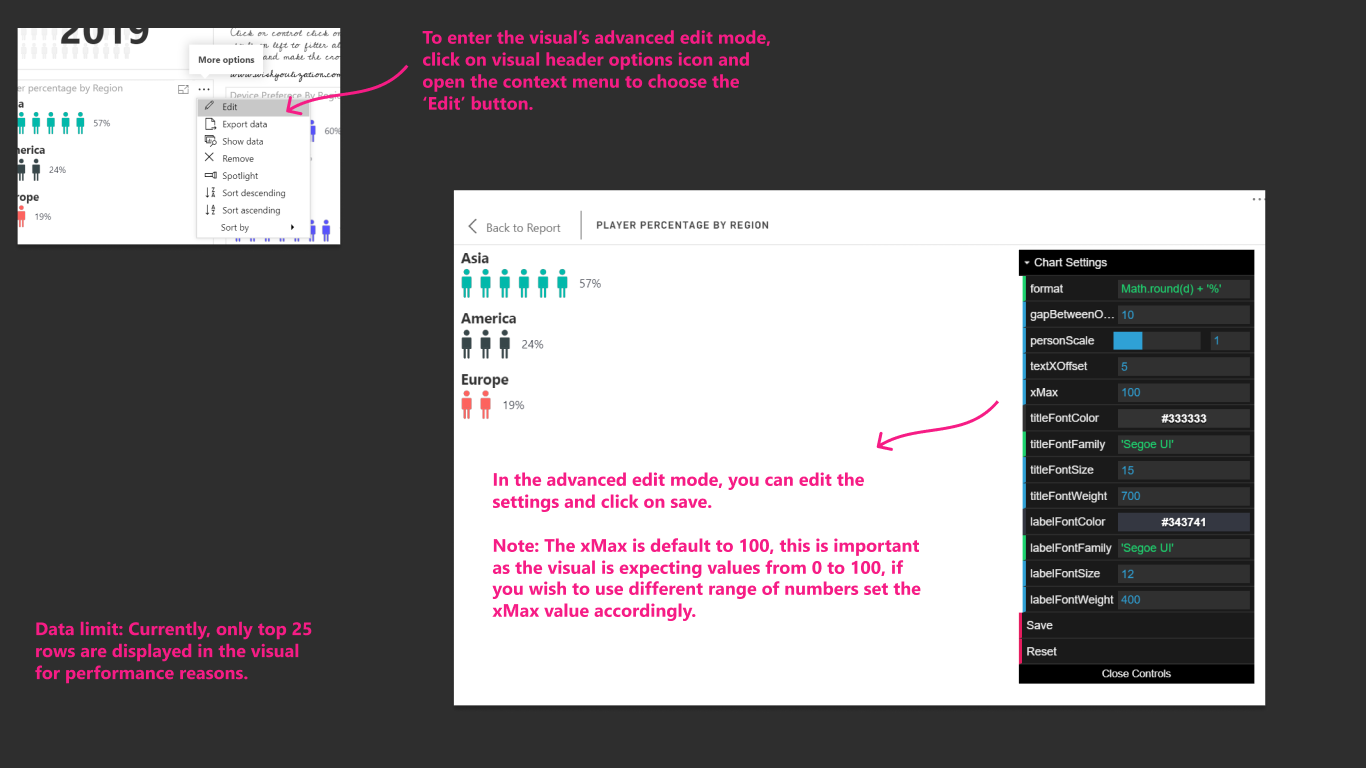 2019
Click or control click on
left to filter al
and make the cro
More options
www.wishyoulization.com
er percentage by Region
Device Preference By Regi
a
57%
Edit
Export data
60%
Show data
nerica
Remove
24%
Spotlight
Sort descending
rope
Sort ascending
19%
Sort by
To enter the visual's advanced edit mode,
click on visual header options icon and
open the context menu to choose the
‘Edit’ button.
Back to Report
PLAYER PERCENTAGE BY REGION
Asia
57%
America
24%
Europe
19%
In the advanced edit mode, you can edit the
settings and click on save.
Note: The xMax is default to 100, this is important
as the visual is expecting values from 0 to 100, if
you wish to use different range of numbers set the
xMax value accordingly.
Chart Settings
format Math.round(d) + '%'
gapBetweenO... 10
personScale 1
textXOffset 5
xMax 100
titleFontColor #333333
titleFontFamily 'Segoe UI'
titleFontSize 15
titleFontWeight 700
labelFontColor #343741
labelFontFamily 'Segoe UI'
labelFontSize 12
labelFontWeight 400
Save
Reset
Close Controls
Data limit: Currently, only top 25
rows are displayed in the visual
for performance reasons.